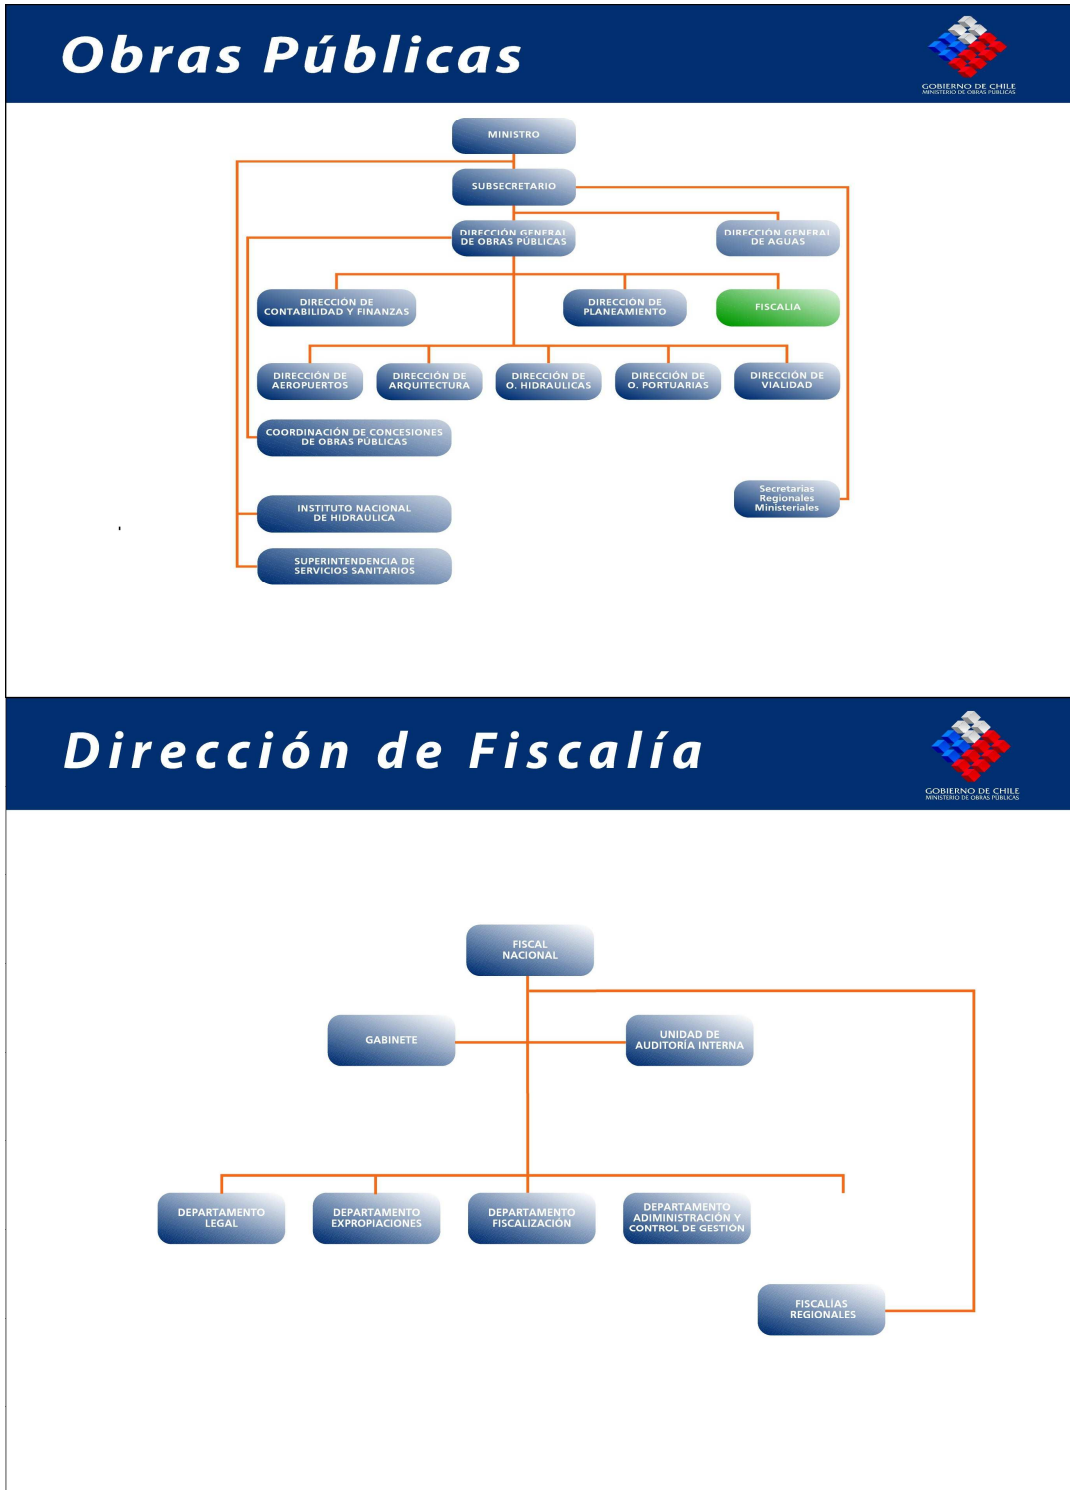 Obras Públicas
GOBIERNO DE CHILE
MINISTERIO DE OBRAS PÚBLICAS
MINISTRO
SUBSECRETARIO
DIRECCIÓN GENERAL
DE OBRAS PÚBLICAS
DIRECCIÓN GENERAL
DE AGUAS
DIRECCIÓN DE
CONTABILIDAD Y FINANZAS
DIRECCIÓN DE
PLANEAMIENTO
FISCALIA
DIRECCIÓN DE
AEROPUERTOS
DIRECCIÓN DE
ARQUITECTURA
DIRECCIÓN DE
O. HIDRAULICAS
DIRECCIÓN DE
O. PORTUARIAS
DIRECCIÓN DE
VIALIDAD
COORDINACIÓN DE CONCESIONES
DE OBRAS PÚBLICAS
Secretarías
Regionales
Ministeriales
INSTITUTO NACIONAL
DE HIDRAULICA
SUPERINTENDENCIA DE
SERVICIOS SANITARIOS
Dirección de Fiscalía
GOBIERNO DE CHILE
MINISTERIO DE OBRAS PÚBLICAS
FISCAL
NACIONAL
GABINETE
UNIDAD DE
AUDITORÍA INTERNA
DEPARTAMENTO
LEGAL
DEPARTAMENTO
EXPROPIACIONES
DEPARTAMENTO
FISCALIZACIÓN
DEPARTAMENTO
ADIMINISTRACIÓN Y
CONTROL DE GESTIÓN
FISCALÍAS
REGIONALES